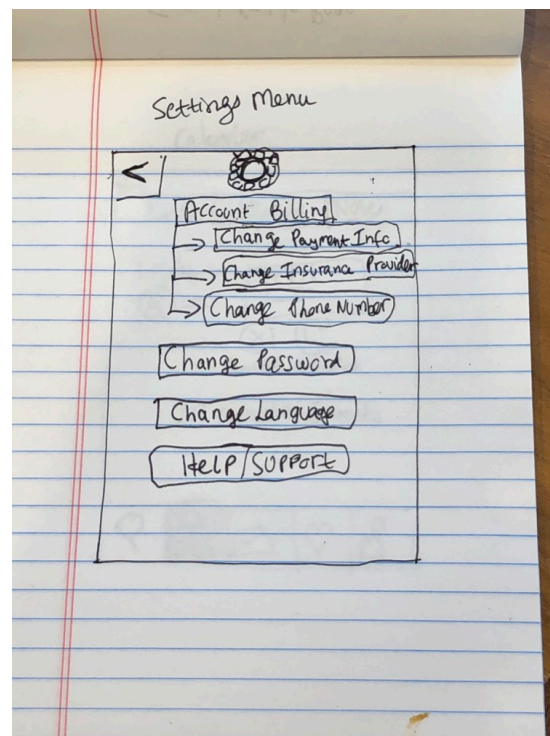 Settings Menu
<
Account Billing
Change Payment Info
Change Insurance Provider
Change Phone Number
Change Password
Change Language
Help/Support